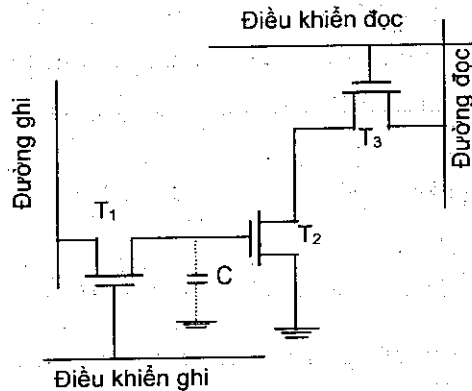 Điều khiển đọc
Đường ghi
Đường đọc
T3
T1
T2
C
Điều khiển ghi